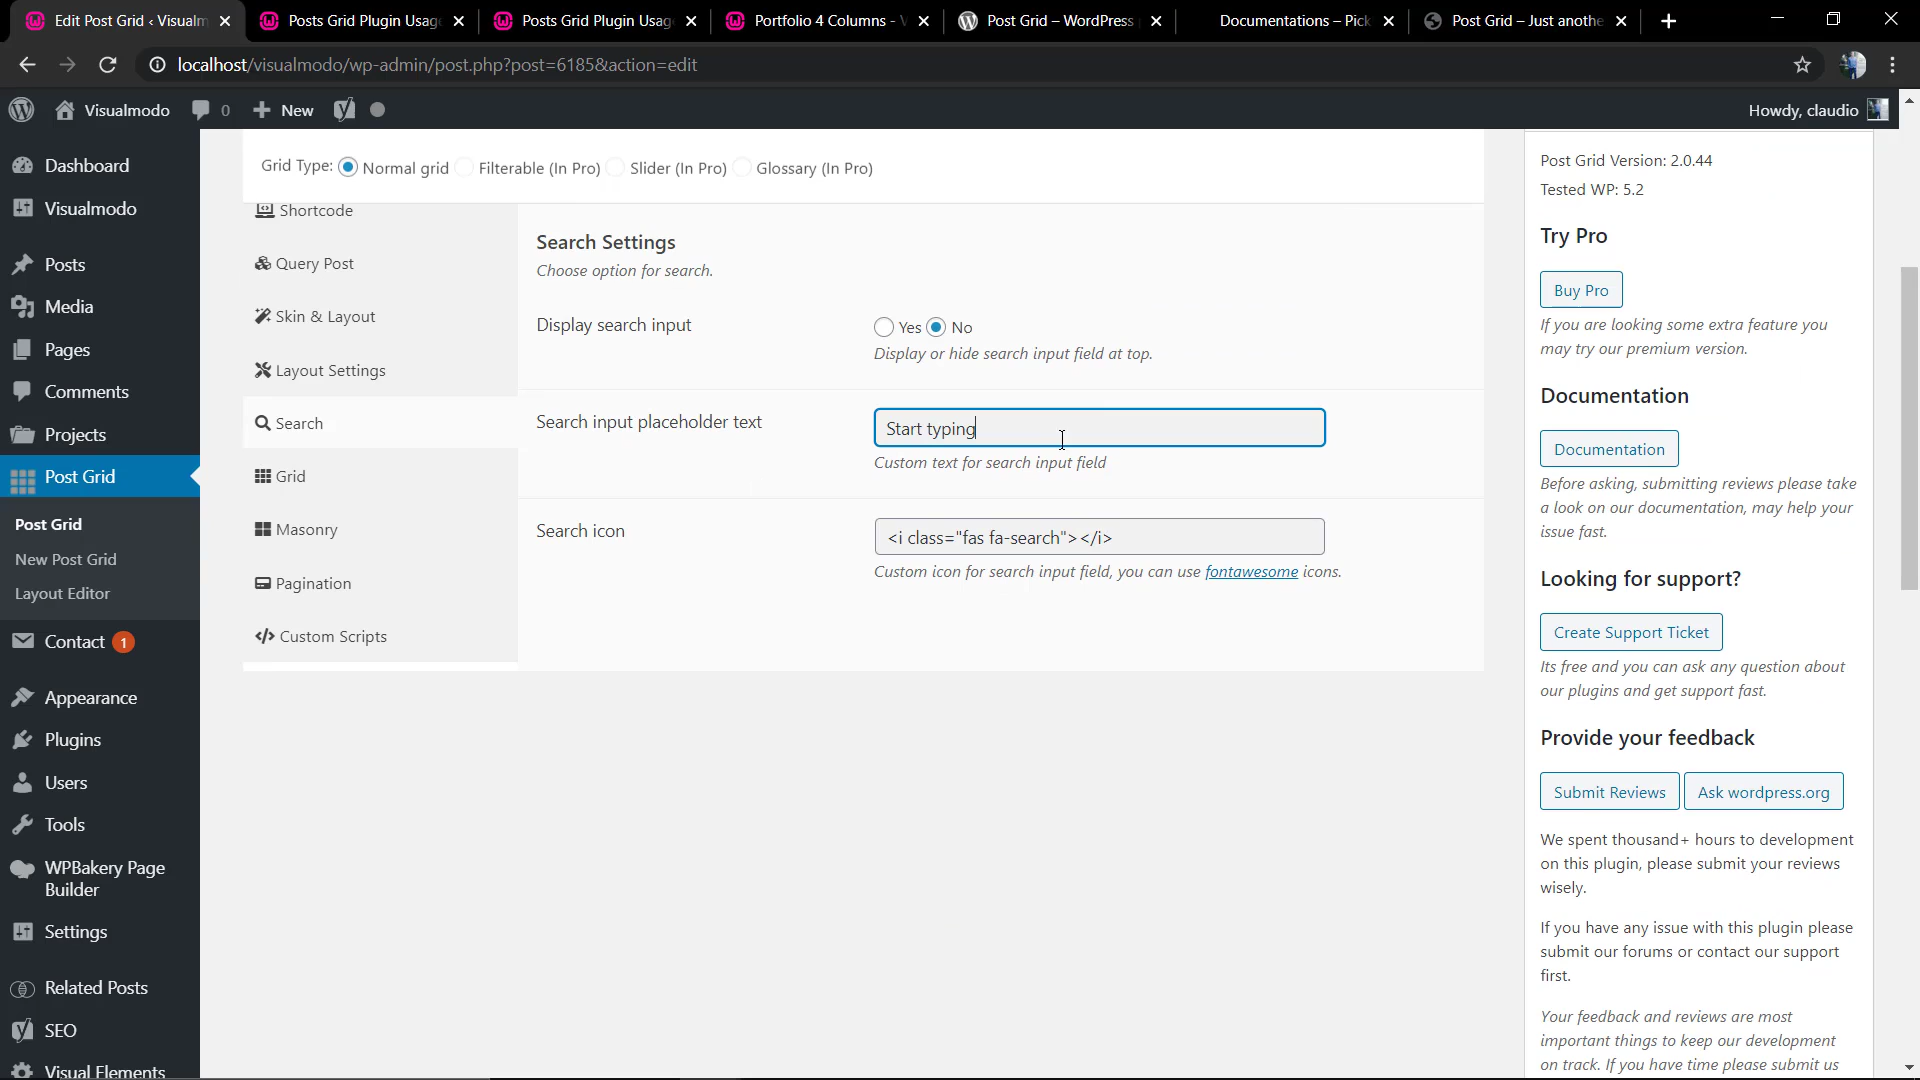 Edit Post Grid ‹ Visualm
Posts Grid Plugin Usag
Posts Grid Plugin Usag
Portfolio 4 Columns - V
Post Grid – WordPress
Documentations – Pick
Post Grid – Just anothe
localhost/visualmodo/wp-admin/post.php?post=6185&action=edit
Visualmodo
0
New
Howdy, claudio
Dashboard
Visualmodo
Posts
Media
Pages
Comments
Projects
Post Grid
Post Grid
New Post Grid
Layout Editor
Contact 1
Appearance
Plugins
Users
Tools
WPBakery Page
Builder
Settings
Related Posts
SEO
Visual Elements
Grid Type: Normal grid Filterable (In Pro) Slider (In Pro) Glossary (In Pro)
Shortcode
Query Post
Skin & Layout
Layout Settings
Search
Grid
Masonry
Pagination
Custom Scripts
Search Settings
Choose option for search.
Display search input
Yes No
Display or hide search input field at top.
Search input placeholder text
Start typing
Custom text for search input field
Search icon
<i class="fas fa-search"></i>
Custom icon for search input field, you can use fontawesome icons.
Post Grid Version: 2.0.44
Tested WP: 5.2
Try Pro
Buy Pro
If you are looking some extra feature you
may try our premium version.
Documentation
Documentation
Before asking, submitting reviews please take
a look on our documentation, may help your
issue fast.
Looking for support?
Create Support Ticket
Its free and you can ask any question about
our plugins and get support fast.
Provide your feedback
Submit Reviews
Ask wordpress.org
We spent thousand+ hours to development
on this plugin, please submit your reviews
wisely.
If you have any issue with this plugin please
submit our forums or contact our support
first.
Your feedback and reviews are most
important things to keep our development
on track. If you have time please submit us